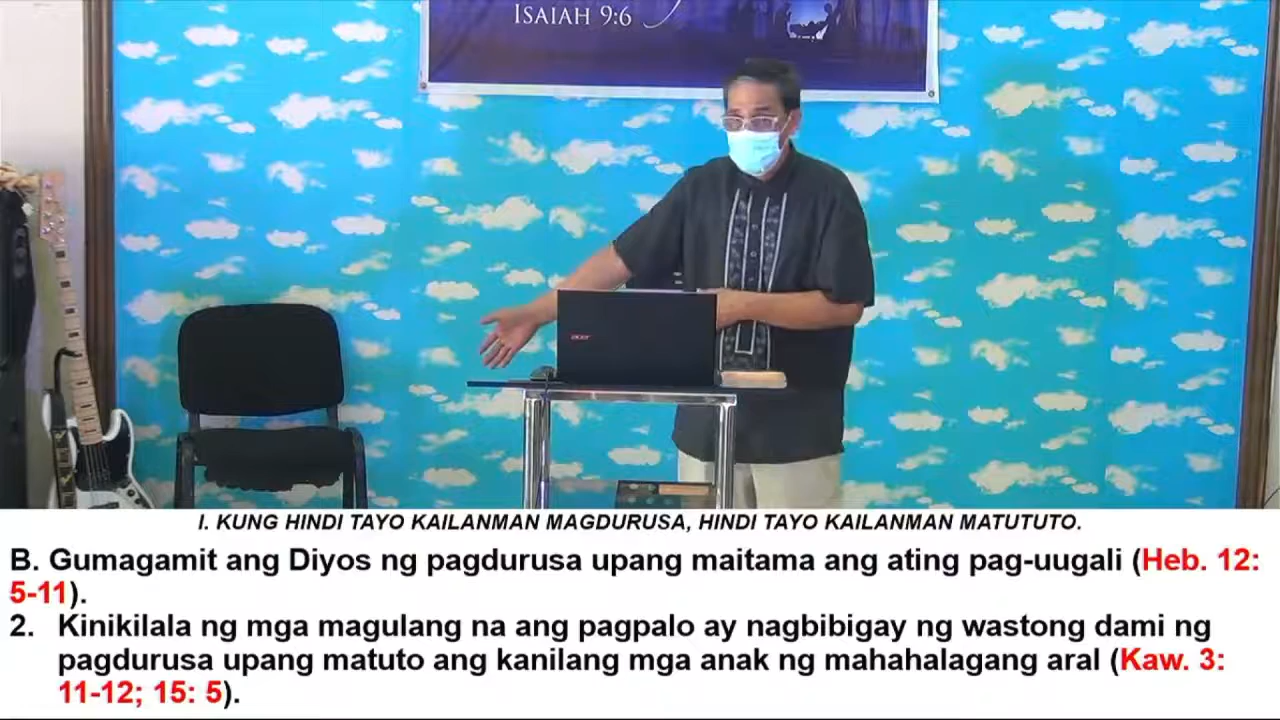 ISAIAH 9:6
acer
I. KUNG HINDI TAYO KAILANMAN MAGDURUSA, HINDI TAYO KAILANMAN MATUTUTO.
B. Gumagamit ang Diyos ng pagdurusa upang maitama ang ating pag-uugali (Heb. 12:
5-11).
2. Kinikilala ng mga magulang na ang pagpalo ay nagbibigay ng wastong dami ng
pagdurusa upang matuto ang kanilang mga anak ng mahahalagang aral (Kaw. 3:
11-12; 15: 5).